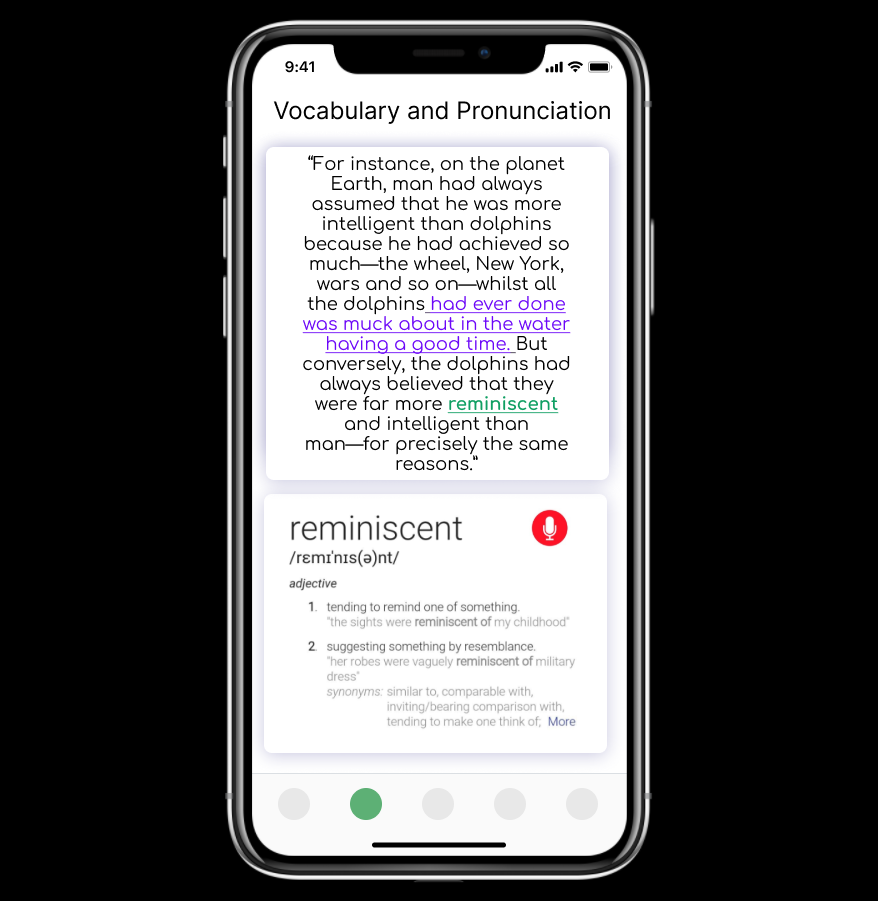 9:41
Vocabulary and Pronunciation
“For instance, on the planet
Earth, man had always
assumed that he was more
intelligent than dolphins
because he had achieved so
much—the wheel, New York,
wars and so on—whilst all
the dolphins had ever done
was muck about in the water
having a good time. But
conversely, the dolphins had
always believed that they
were far more reminiscent
and intelligent than
man—for precisely the same
reasons.”
reminiscent
/rɛmɪˈnɪs(ə)nt/
adjective
1. tending to remind one of something.
"the sights were reminiscent of my childhood"
2. suggesting something by resemblance.
"her robes were vaguely reminiscent of military
dress"
synonyms: similar to, comparable with,
inviting/bearing comparison with,
tending to make one think of; More